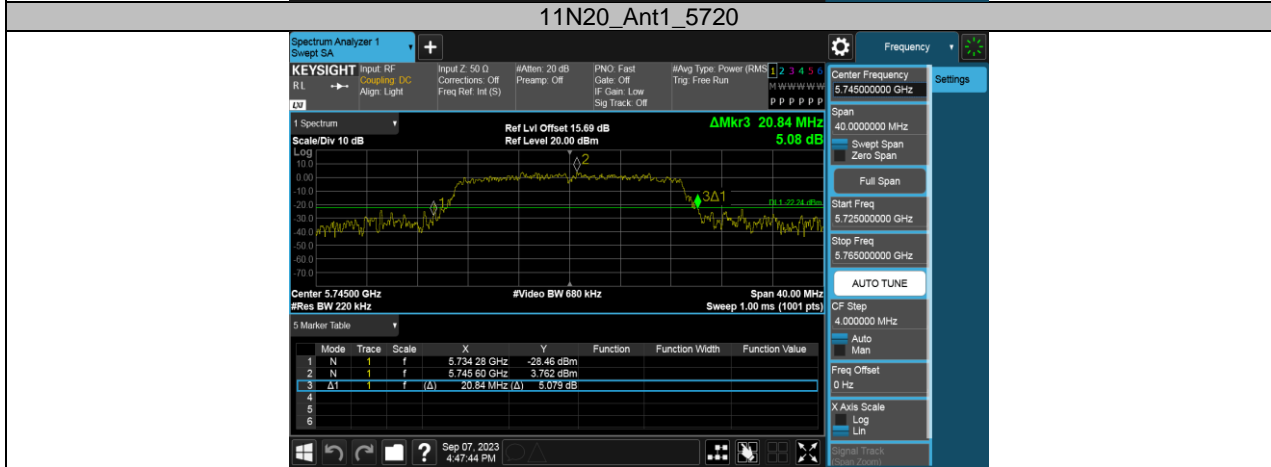 11N20_Ant1_5720
Spectrum Analyzer 1
Swept SA
+
Frequency
KEYSIGHT
RL
LXI
Input: RF
Coupling: DC
Align: Light
Input Z: 50 Ω
Corrections: Off
Freq Ref: Int (S)
#Atten: 20 dB
Preamp: Off
PNO: Fast
Gate: Off
IF Gain: Low
Sig Track: Off
#Avg Type: Power (RMS
Trig: Free Run
1 2 3 4 5 6
M W W W W W
P P P P P P
1 Spectrum
Scale/Div 10 dB
Ref Lvl Offset 15.69 dB
Ref Level 20.00 dBm
ΔMkr3 20.84 MHz
5.08 dB
Log
10.0
0.00
-10.0
-20.0
-30.0
-40.0
-50.0
-60.0
-70.0
1
2
3Δ1
DL1 -22.24 dBm
Center 5.74500 GHz
#Res BW 220 kHz
#Video BW 680 kHz
Span 40.00 MHz
Sweep 1.00 ms (1001 pts)
5 Marker Table
Mode Trace Scale X Y Function Function Width Function Value
1 N 1 f 5.734 28 GHz -28.46 dBm
2 N 1 f 5.745 60 GHz 3.762 dBm
3 Δ1 1 f (Δ) 20.84 MHz (Δ) 5.079 dB
4
5
6
Sep 07, 2023
4:47:44 PM
?
Center Frequency
5.745000000 GHz
Settings
Span
40.0000000 MHz
Swept Span
Zero Span
Full Span
Start Freq
5.725000000 GHz
Stop Freq
5.765000000 GHz
AUTO TUNE
CF Step
4.000000 MHz
Auto
Man
Freq Offset
0 Hz
X Axis Scale
Log
Lin
Signal Track
(Span Zoom)